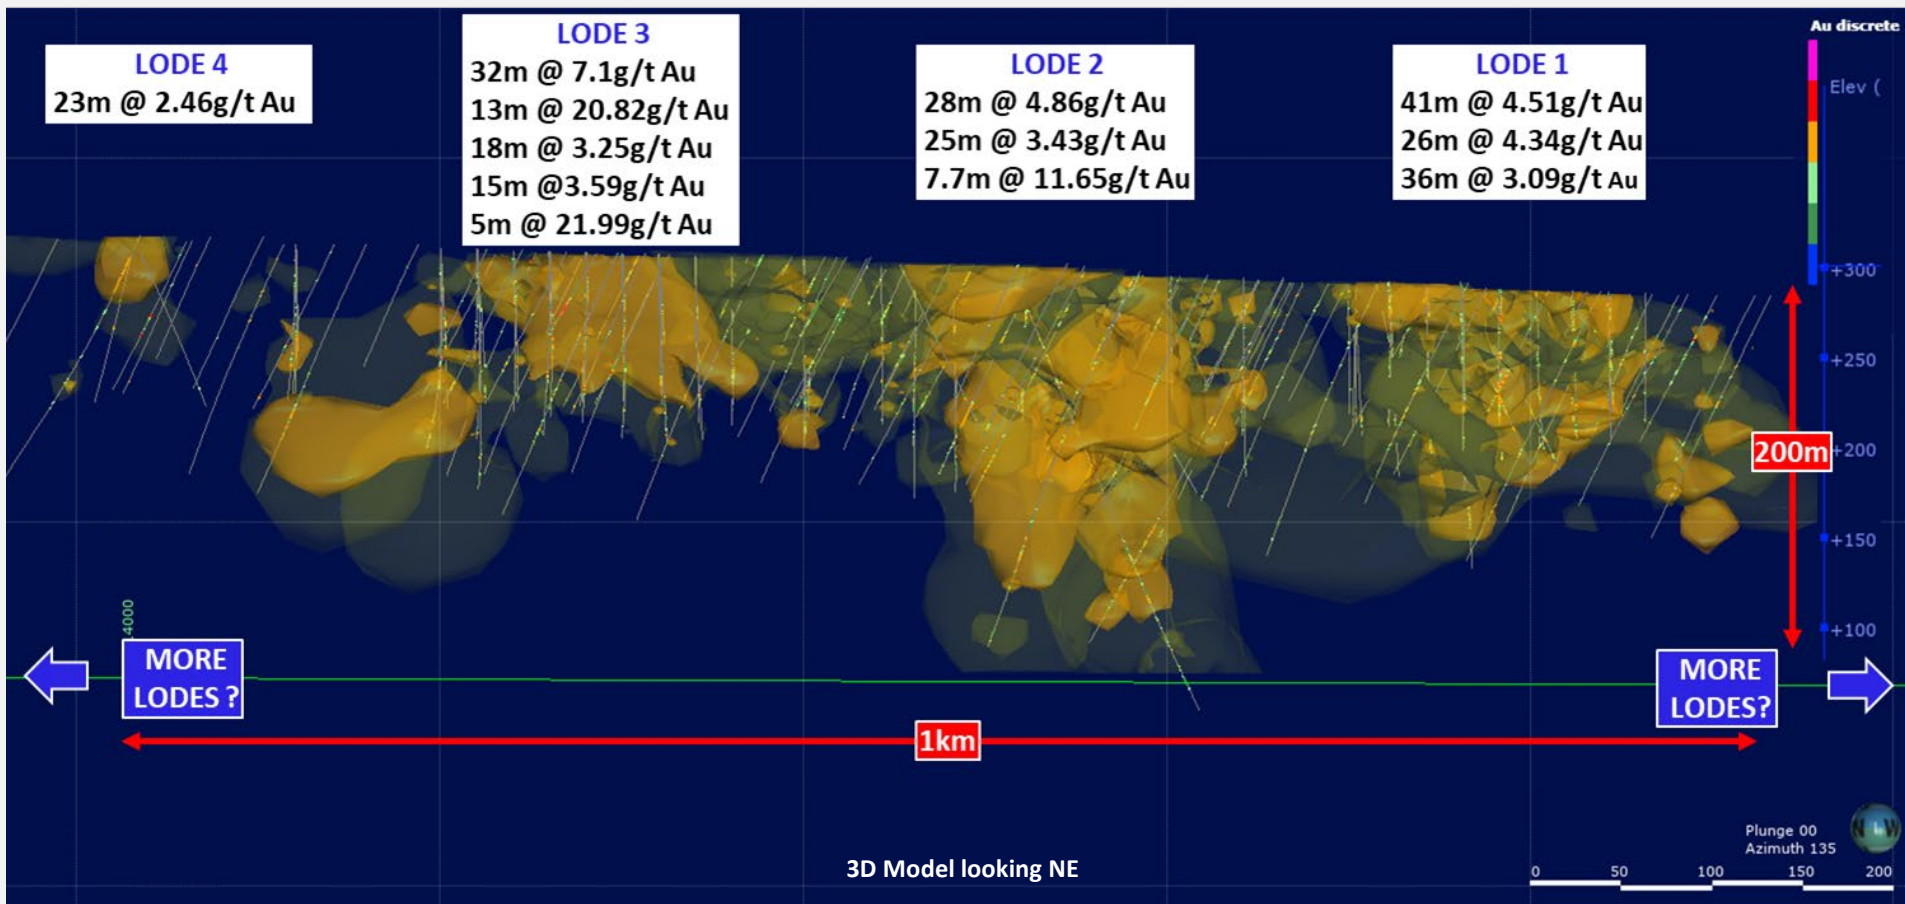 LODE 4
23m @ 2.46g/t Au
LODE 3
32m @ 7.1g/t Au
13m @ 20.82g/t Au
18m @ 3.25g/t Au
15m @3.59g/t Au
5m @ 21.99g/t Au
LODE 2
28m @ 4.86g/t Au
25m @ 3.43g/t Au
7.7m @ 11.65g/t Au
LODE 1
41m @ 4.51g/t Au
26m @ 4.34g/t Au
36m @ 3.09g/t Au
Au discrete
Elev (
+300
+250
200m
+200
+150
+100
4000
MORE
LODES ?
MORE
LODES?
1km
3D Model looking NE
Plunge 00
Azimuth 135
0 50 100 150 200